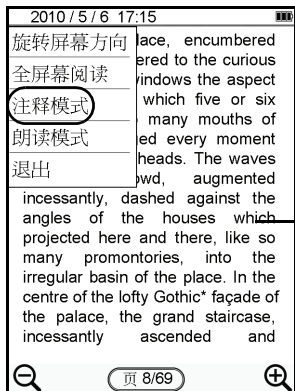 2010 / 5 / 6  17:15
旋转屏幕方向
全屏幕阅读
注释模式
朗读模式
退出
lace, encumbered
ered to the curious
windows the aspect
which five or six
many mouths of
ed every moment
heads. The waves
owd, augmented
incessantly, dashed against the
angles of the houses which
projected here and there, like so
many promontories, into the
irregular basin of the place. In the
centre of the lofty Gothic* façade of
the palace, the grand staircase,
incessantly ascended and
页 8/69